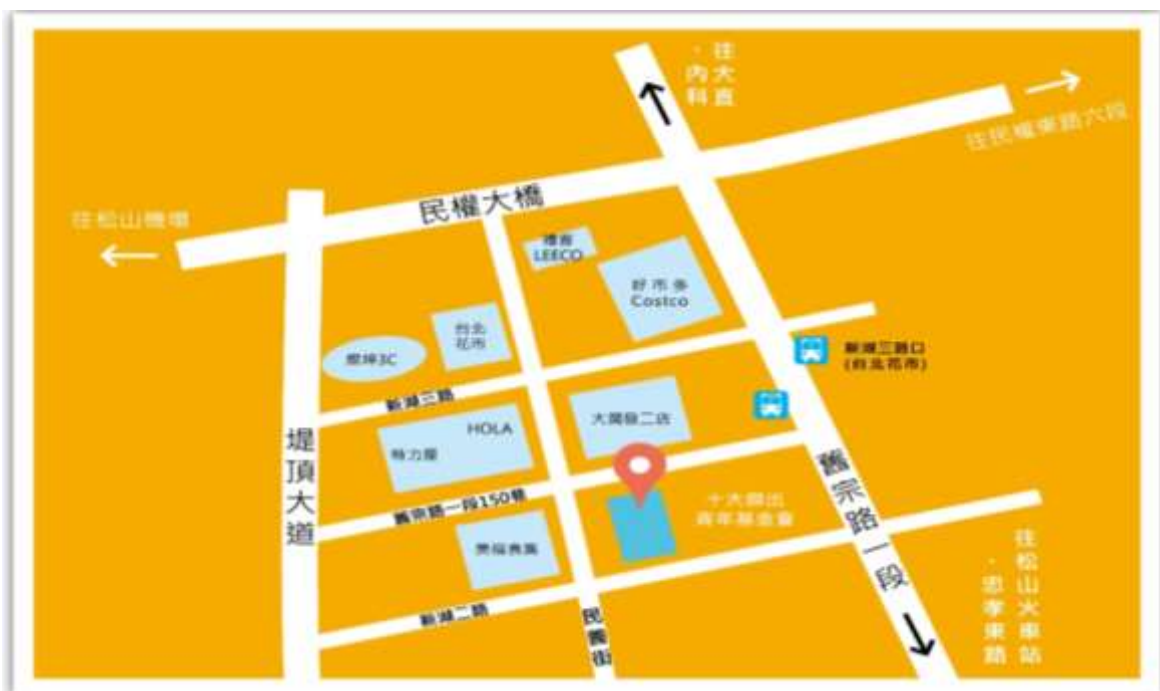 往大直
·內科
往民權東路六段
民權大橋
往松山機場
LEECO
好市多
Costco
台北
花市
燦坤3C
新湖三路口
(台北花市)
新湖三路
HOLA
特力屋
大潤發二店
堤頂大道
舊宗路一段150巷
十大傑出
青年基金會
舊宗路一段
美福食集
新湖二路
民善街
往松山火車站
·忠孝東路